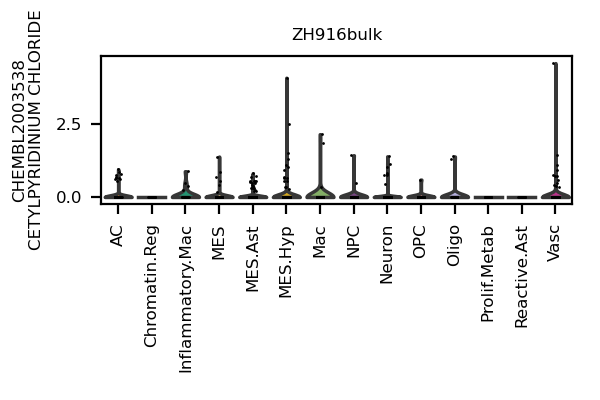 ZH916bulk
CHEMBL2003538
CETYLPYRIDINIUM CHLORIDE
2.5
0.0
AC
Chromatin.Reg
Inflammatory.Mac
MES
MES.Ast
MES.Hyp
Mac
NPC
Neuron
OPC
Oligo
Prolif.Metab
Reactive.Ast
Vasc